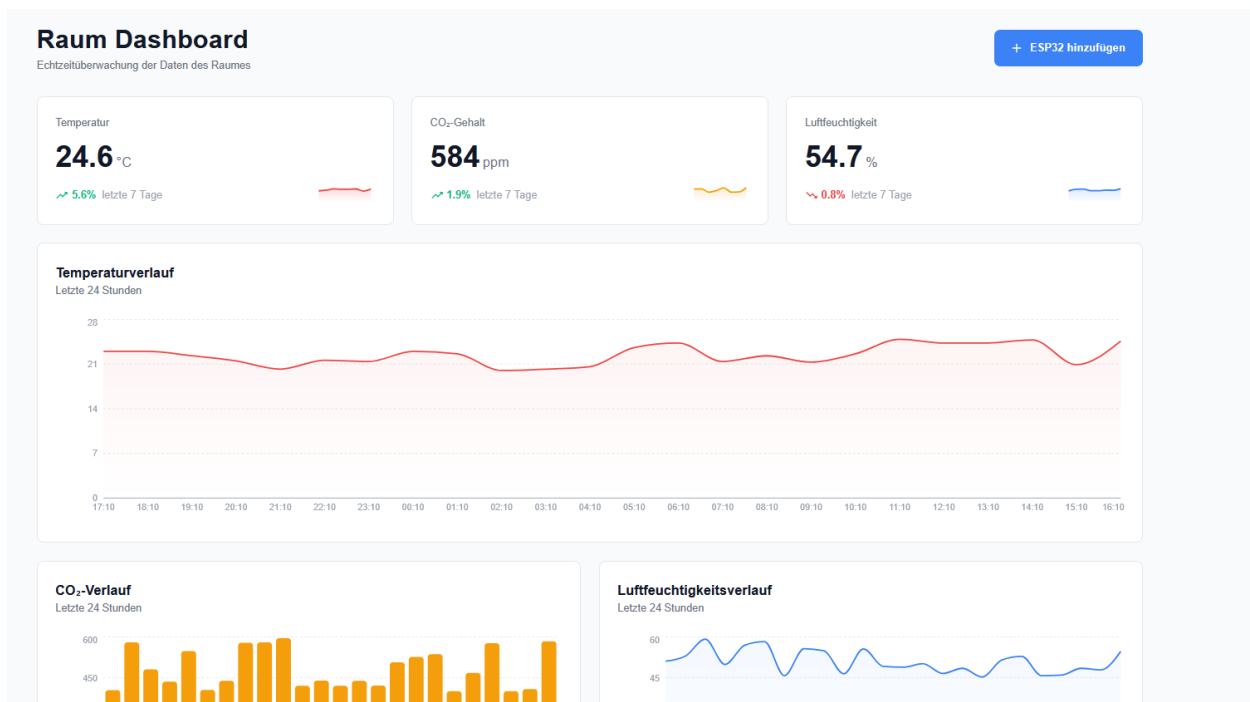 Raum Dashboard
Echtzeitüberwachung der Daten des Raumes
+ ESP32 hinzufügen
Temperatur
24.6 °C
5.6% letzte 7 Tage
CO₂-Gehalt
584 ppm
1.9% letzte 7 Tage
Luftfeuchtigkeit
54.7 %
0.8% letzte 7 Tage
Temperaturverlauf
Letzte 24 Stunden
28
21
14
7
0
17:10 18:10 19:10 20:10 21:10 22:10 23:10 00:10 01:10 02:10 03:10 04:10 05:10 06:10 07:10 08:10 09:10 10:10 11:10 12:10 13:10 14:10 15:10 16:10
CO₂-Verlauf
Letzte 24 Stunden
600
450
Luftfeuchtigkeitsverlauf
Letzte 24 Stunden
60
45